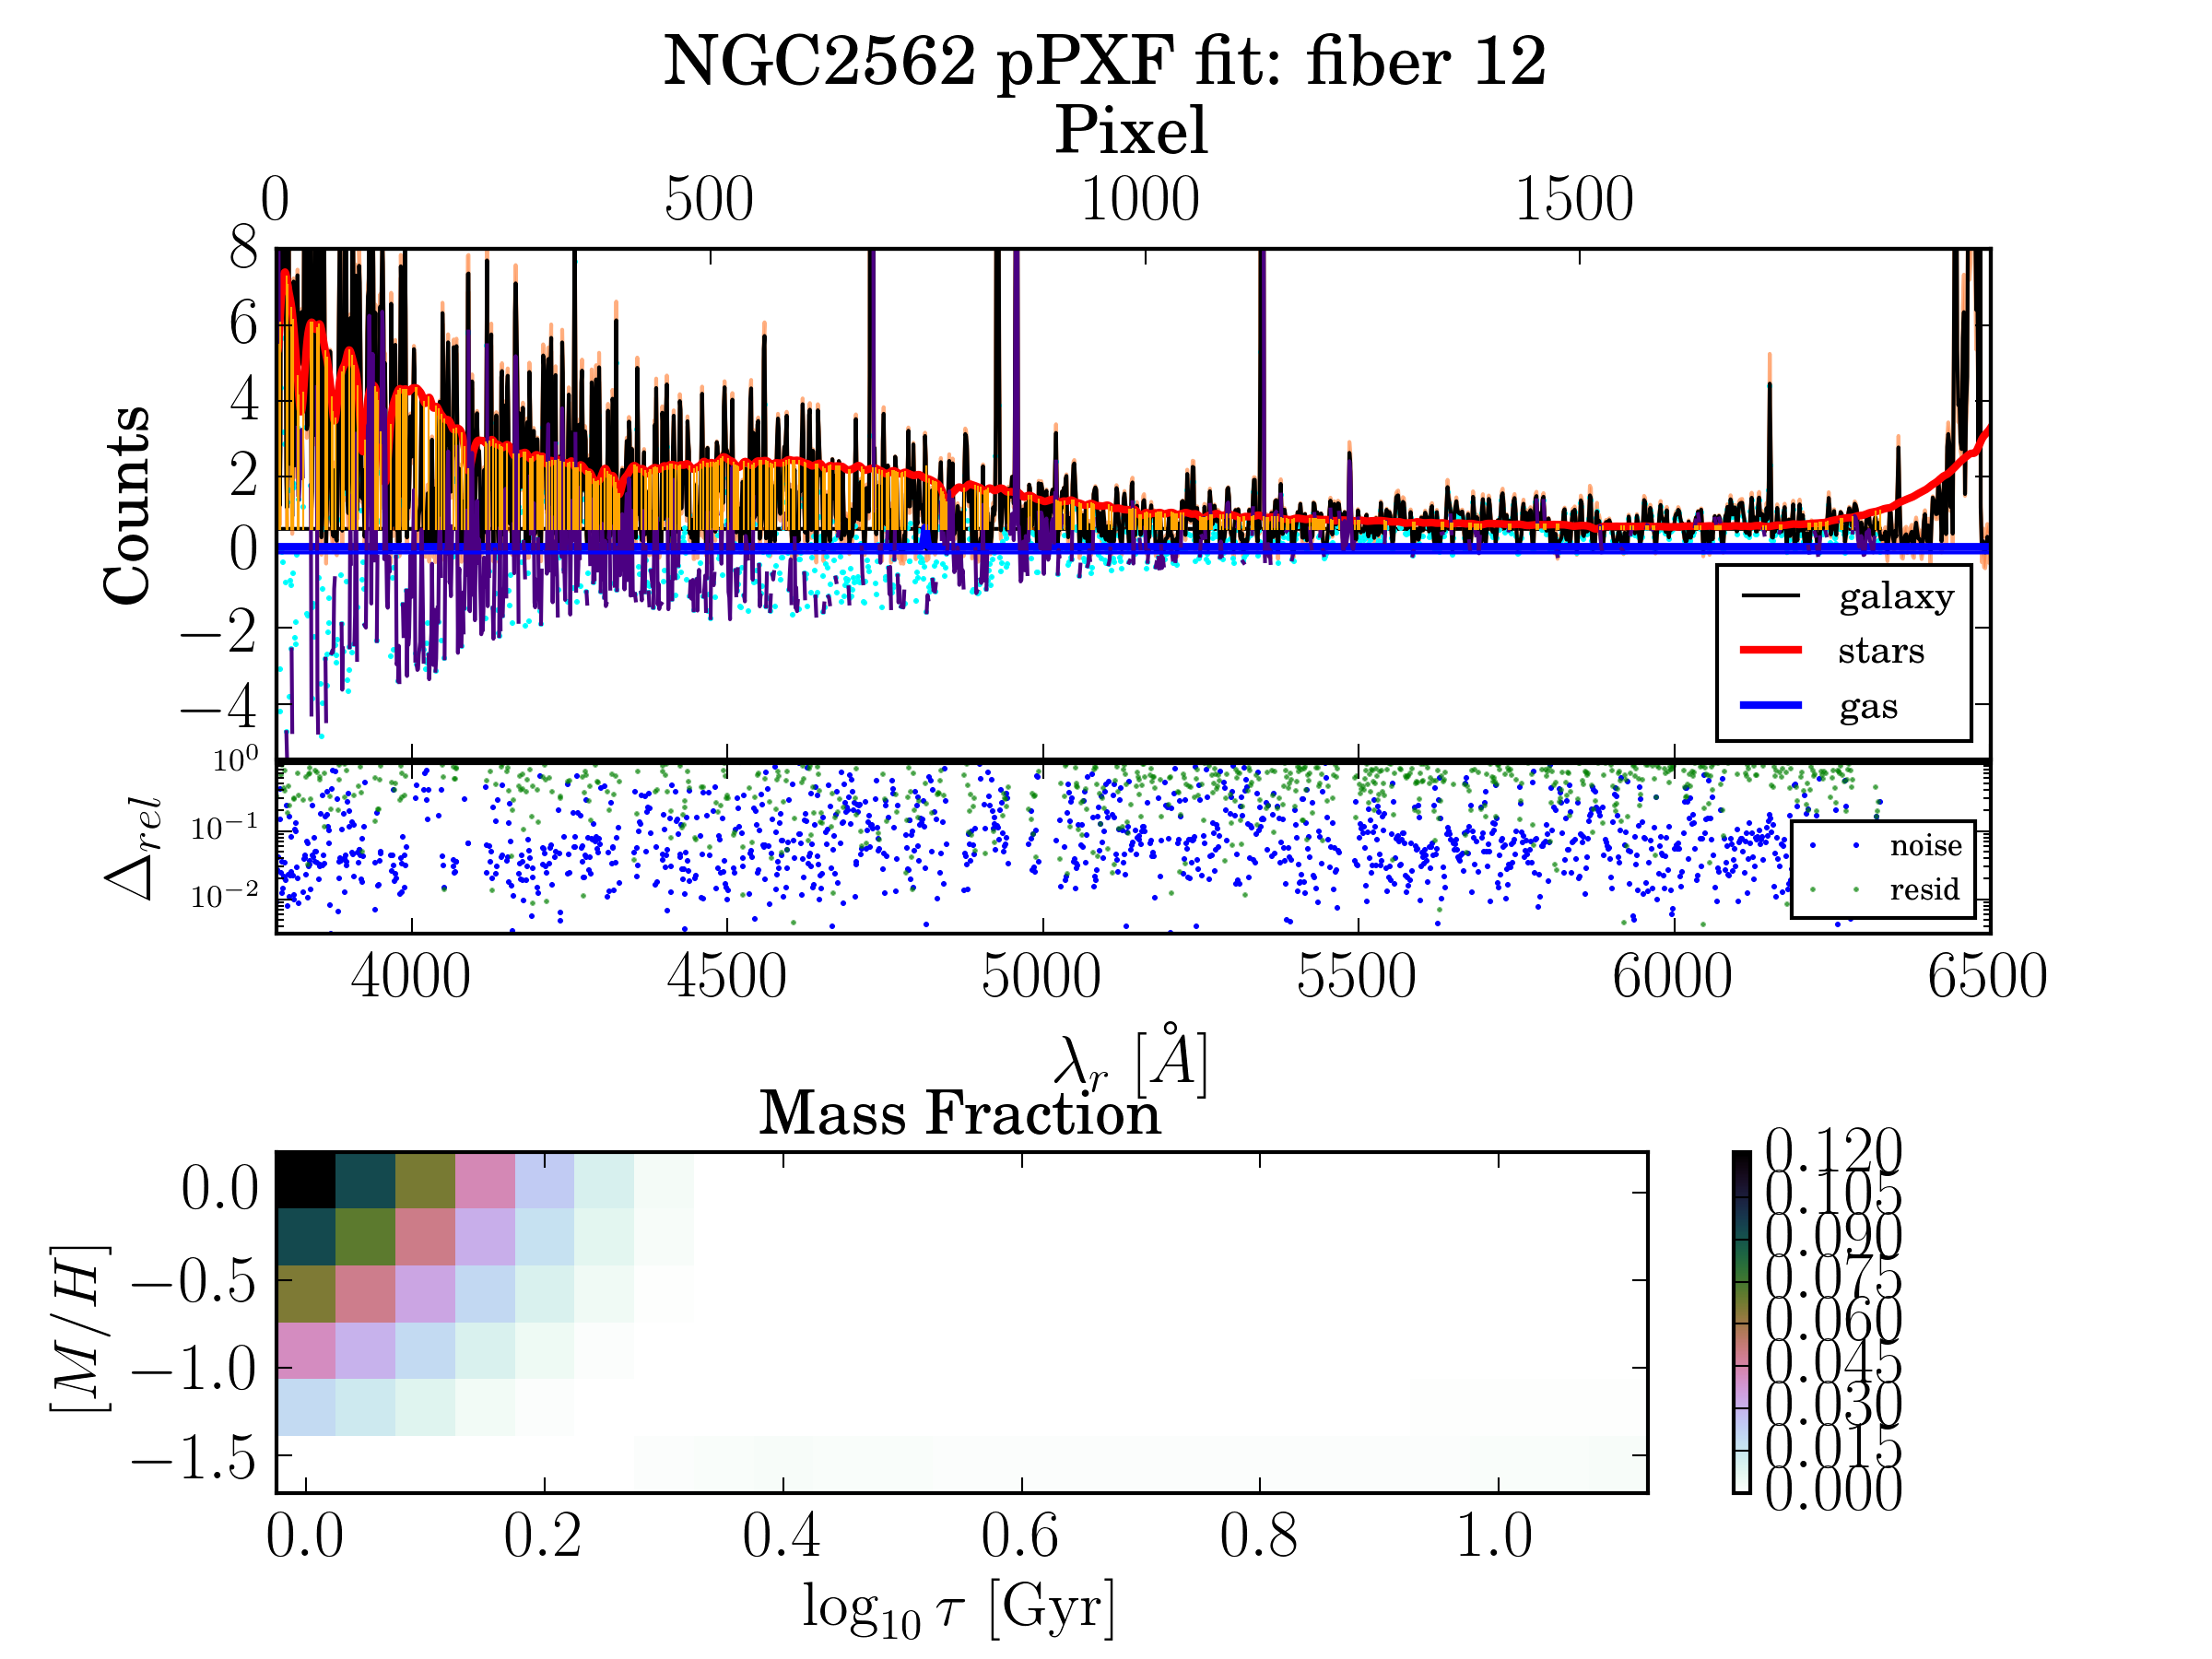 NGC2562 pPXF fit: fiber 12
Pixel
0 500 1000 1500
8
6
4
2
0
−2
−4
Counts
galaxy
stars
gas
10⁰
10⁻¹
10⁻²
Δrel
noise
resid
4000 4500 5000 5500 6000 6500
λr [Å]
Mass Fraction
0.0
−0.5
−1.0
−1.5
[M/H]
0.120
0.105
0.090
0.075
0.060
0.045
0.030
0.015
0.000
0.0 0.2 0.4 0.6 0.8 1.0
log₁₀ τ [Gyr]